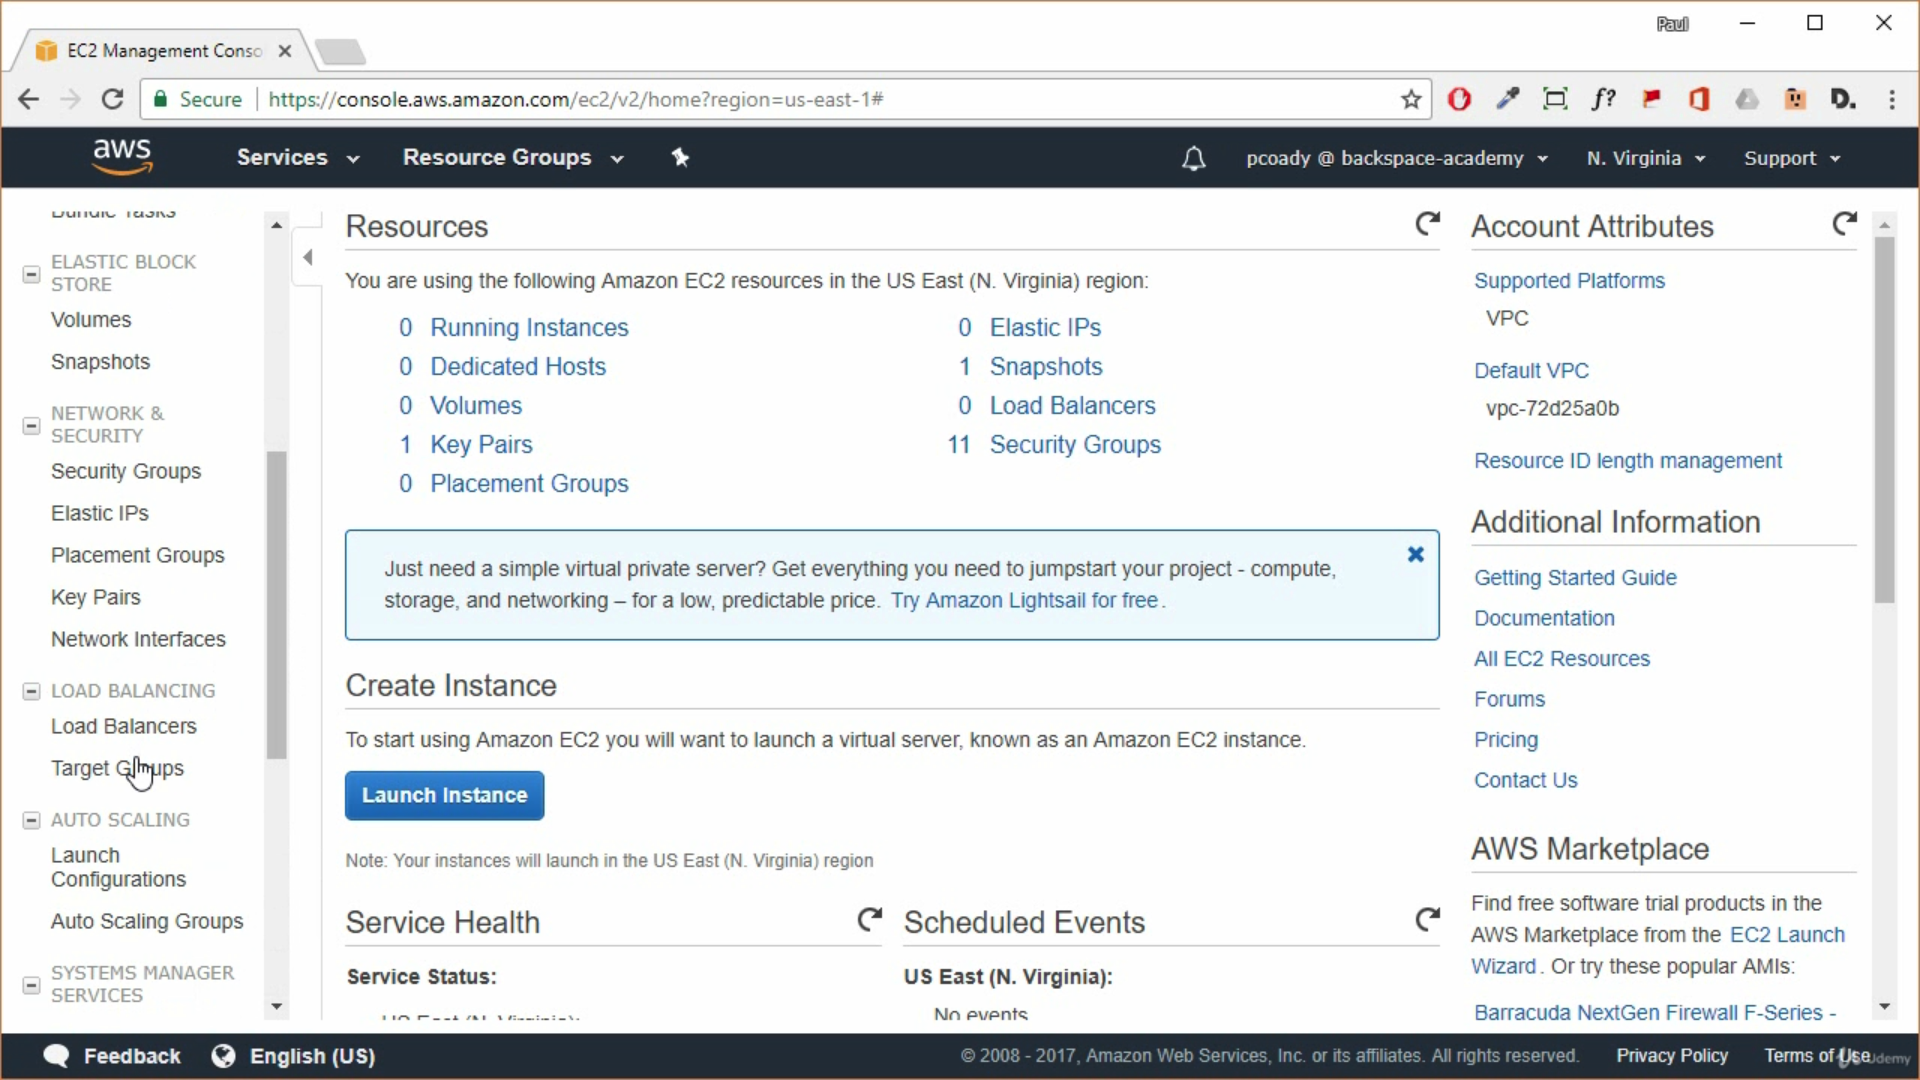 Paul
EC2 Management Conso
Secure
https://console.aws.amazon.com/ec2/v2/home?region=us-east-1#
f?
D.
aws
Services
Resource Groups
pcoady @ backspace-academy
N. Virginia
Support
Bundle Tasks
ELASTIC BLOCK
STORE
Volumes
Snapshots
NETWORK &
SECURITY
Security Groups
Elastic IPs
Placement Groups
Key Pairs
Network Interfaces
LOAD BALANCING
Load Balancers
Target Groups
AUTO SCALING
Launch
Configurations
Auto Scaling Groups
SYSTEMS MANAGER
SERVICES
Resources
You are using the following Amazon EC2 resources in the US East (N. Virginia) region:
0 Running Instances
0 Elastic IPs
0 Dedicated Hosts
1 Snapshots
0 Volumes
0 Load Balancers
1 Key Pairs
11 Security Groups
0 Placement Groups
Just need a simple virtual private server? Get everything you need to jumpstart your project - compute,
storage, and networking – for a low, predictable price. Try Amazon Lightsail for free.
Create Instance
To start using Amazon EC2 you will want to launch a virtual server, known as an Amazon EC2 instance.
Launch Instance
Note: Your instances will launch in the US East (N. Virginia) region
Service Health
Service Status:
US East (N. Virginia):
Scheduled Events
US East (N. Virginia):
No events
Account Attributes
Supported Platforms
VPC
Default VPC
vpc-72d25a0b
Resource ID length management
Additional Information
Getting Started Guide
Documentation
All EC2 Resources
Forums
Pricing
Contact Us
AWS Marketplace
Find free software trial products in the
AWS Marketplace from the EC2 Launch
Wizard. Or try these popular AMIs:
Barracuda NextGen Firewall F-Series -
Feedback
English (US)
© 2008 - 2017, Amazon Web Services, Inc. or its affiliates. All rights reserved.
Privacy Policy
Terms of Use
Udemy